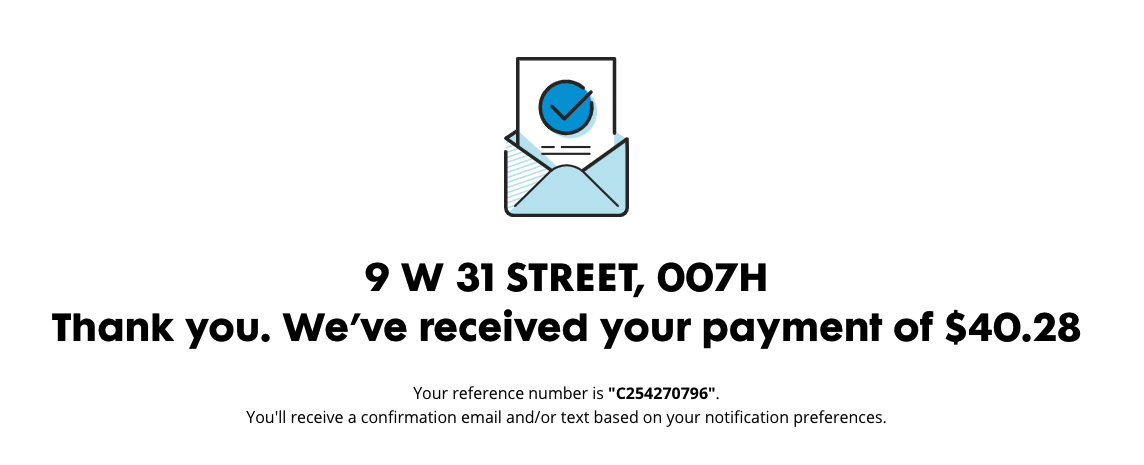 9 W 31 STREET, 007H
Thank you. We’ve received your payment of $40.28
Your reference number is "C254270796".
You'll receive a confirmation email and/or text based on your notification preferences.